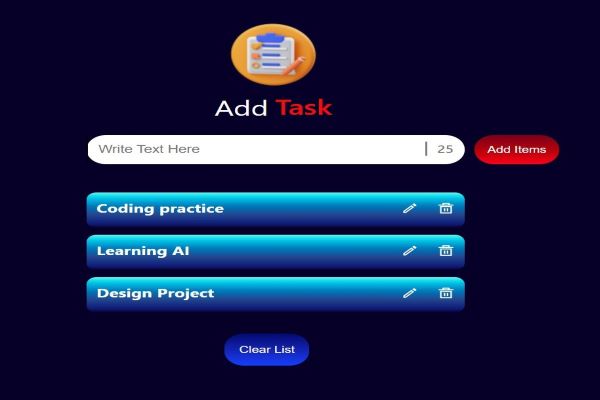 Add Task
Write Text Here | 25 Add Items
Coding practice
Learning AI
Design Project
Clear List